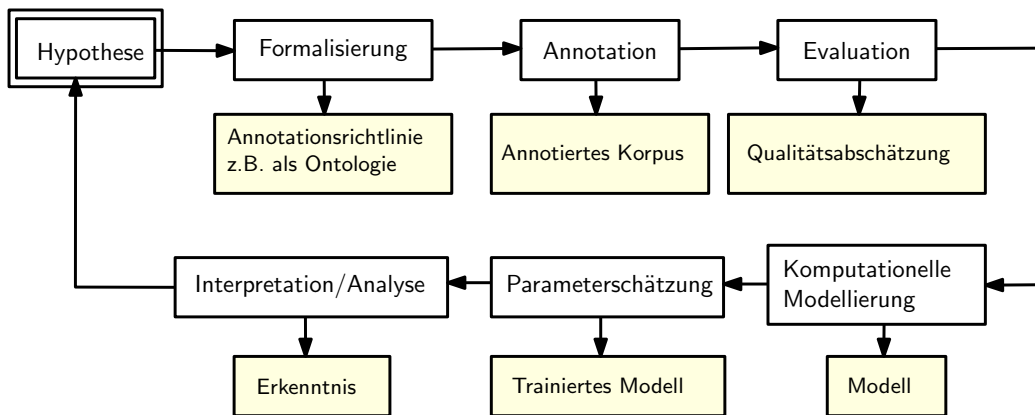 Hypothese
Formalisierung
Annotation
Evaluation
Annotationsrichtlinie
z.B. als Ontologie
Annotiertes Korpus
Qualitätsabschätzung
Interpretation/Analyse
Parameterschätzung
Komputationelle
Modellierung
Erkenntnis
Trainiertes Modell
Modell